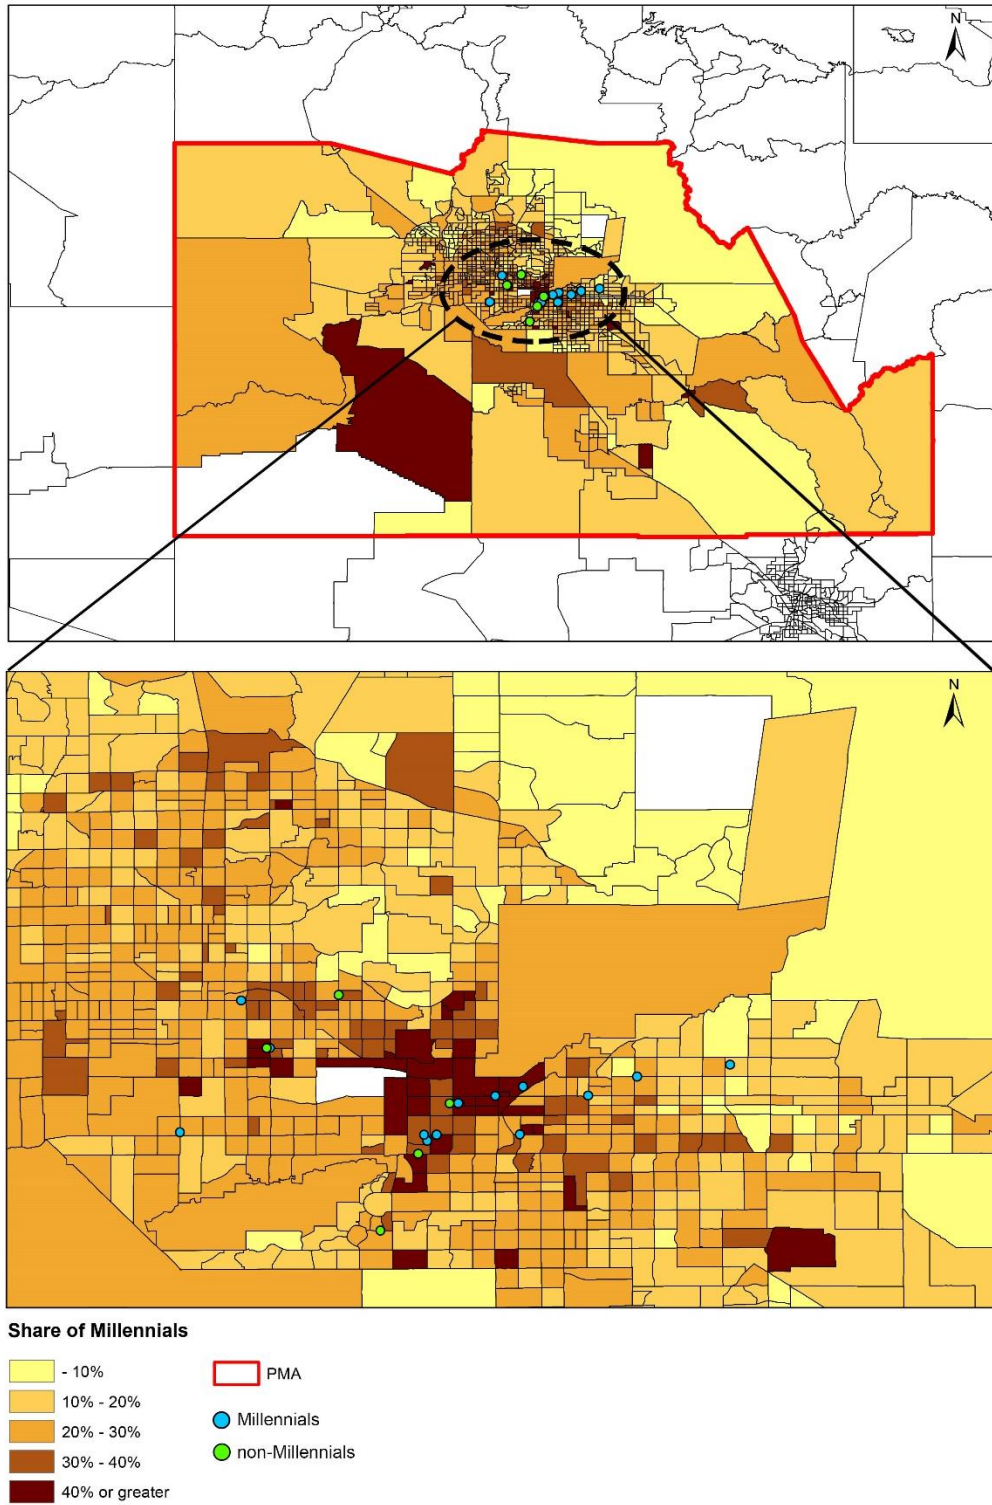 N
N
Share of Millennials
- 10%
10% - 20%
20% - 30%
30% - 40%
40% or greater
PMA
Millennials
non-Millennials